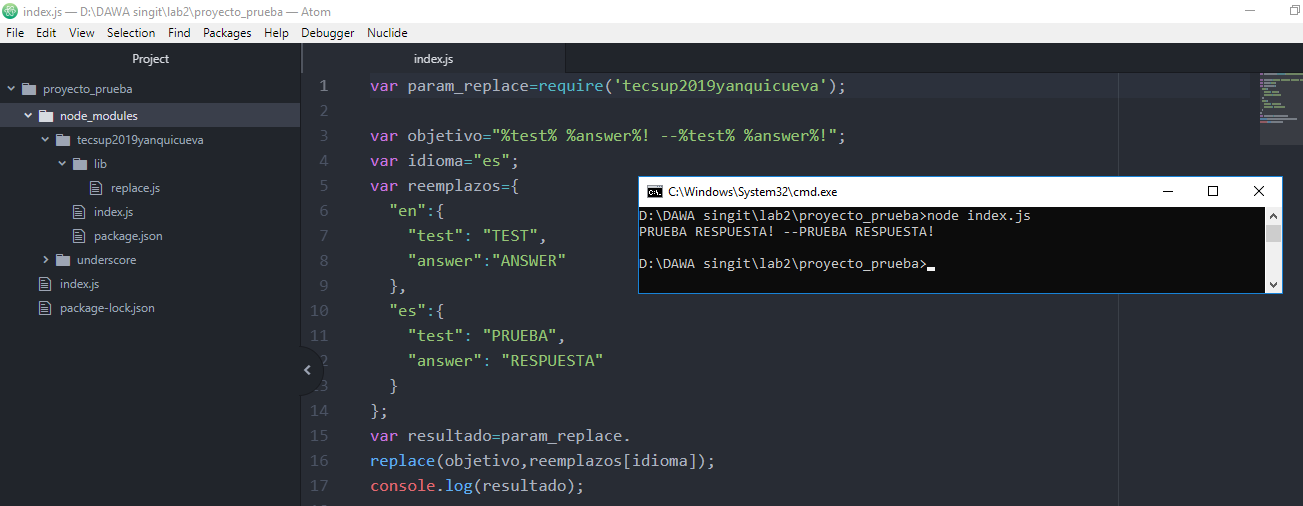 index.js — D:\DAWA singit\lab2\proyecto_prueba — Atom
File Edit View Selection Find Packages Help Debugger Nuclide
Project
proyecto_prueba
node_modules
tecsup2019yanquicueva
lib
replace.js
index.js
package.json
underscore
index.js
package-lock.json
index.js
1 var param_replace=require('tecsup2019yanquicueva');
2
3 var objetivo="%test% %answer%! --%test% %answer%!";
4 var idioma="es";
5 var reemplazos={
6 "en":{
7 "test": "TEST",
8 "answer":"ANSWER"
9 },
10 "es":{
11 "test": "PRUEBA",
12 "answer": "RESPUESTA"
13 }
14 };
15 var resultado=param_replace.
16 replace(objetivo,reemplazos[idioma]);
17 console.log(resultado);
C:\Windows\System32\cmd.exe
D:\DAWA singit\lab2\proyecto_prueba>node index.js
PRUEBA RESPUESTA! --PRUEBA RESPUESTA!
D:\DAWA singit\lab2\proyecto_prueba>